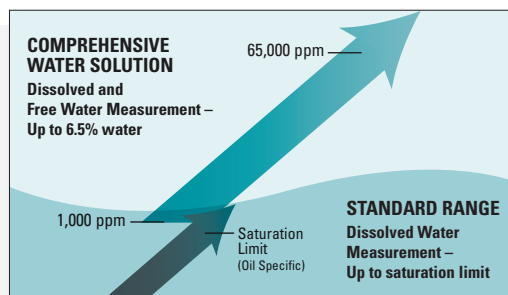 COMPREHENSIVE
WATER SOLUTION
Dissolved and
Free Water Measurement –
Up to 6.5% water
65,000 ppm
1,000 ppm
Saturation
Limit
(Oil Specific)
STANDARD RANGE
Dissolved Water
Measurement –
Up to saturation limit